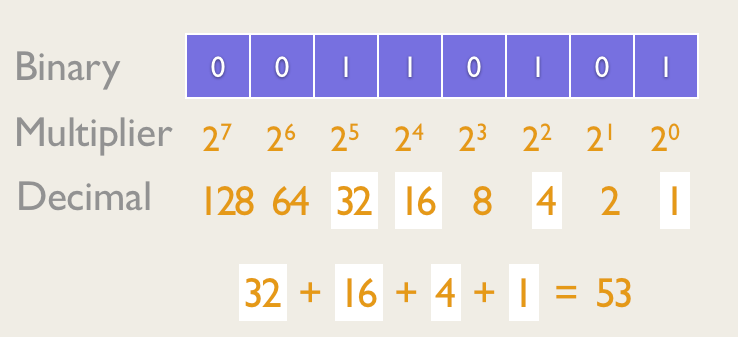 Binary 0 0 1 1 0 1 0 1
Multiplier 2⁷ 2⁶ 2⁵ 2⁴ 2³ 2² 2¹ 2⁰
Decimal 128 64 32 16 8 4 2 1
32 + 16 + 4 + 1 = 53